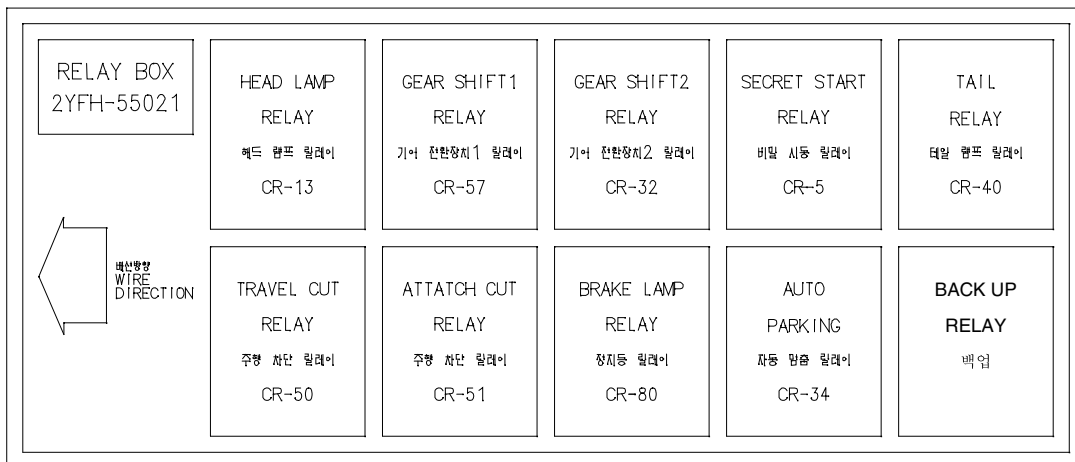 RELAY BOX
2YFH-55021
HEAD LAMP
RELAY
헤드 램프 릴레이
CR-13
GEAR SHIFT1
RELAY
기어 전환장치1 릴레이
CR-57
GEAR SHIFT2
RELAY
기어 전환장치2 릴레이
CR-32
SECRET START
RELAY
비밀 시동 릴레이
CR-5
TAIL
RELAY
테일 램프 릴레이
CR-40
배선방향
WIRE
DIRECTION
TRAVEL CUT
RELAY
주행 차단 릴레이
CR-50
ATTATCH CUT
RELAY
주행 차단 릴레이
CR-51
BRAKE LAMP
RELAY
정지등 릴레이
CR-80
AUTO
PARKING
자동 멈춤 릴레이
CR-34
BACK UP
RELAY
백업